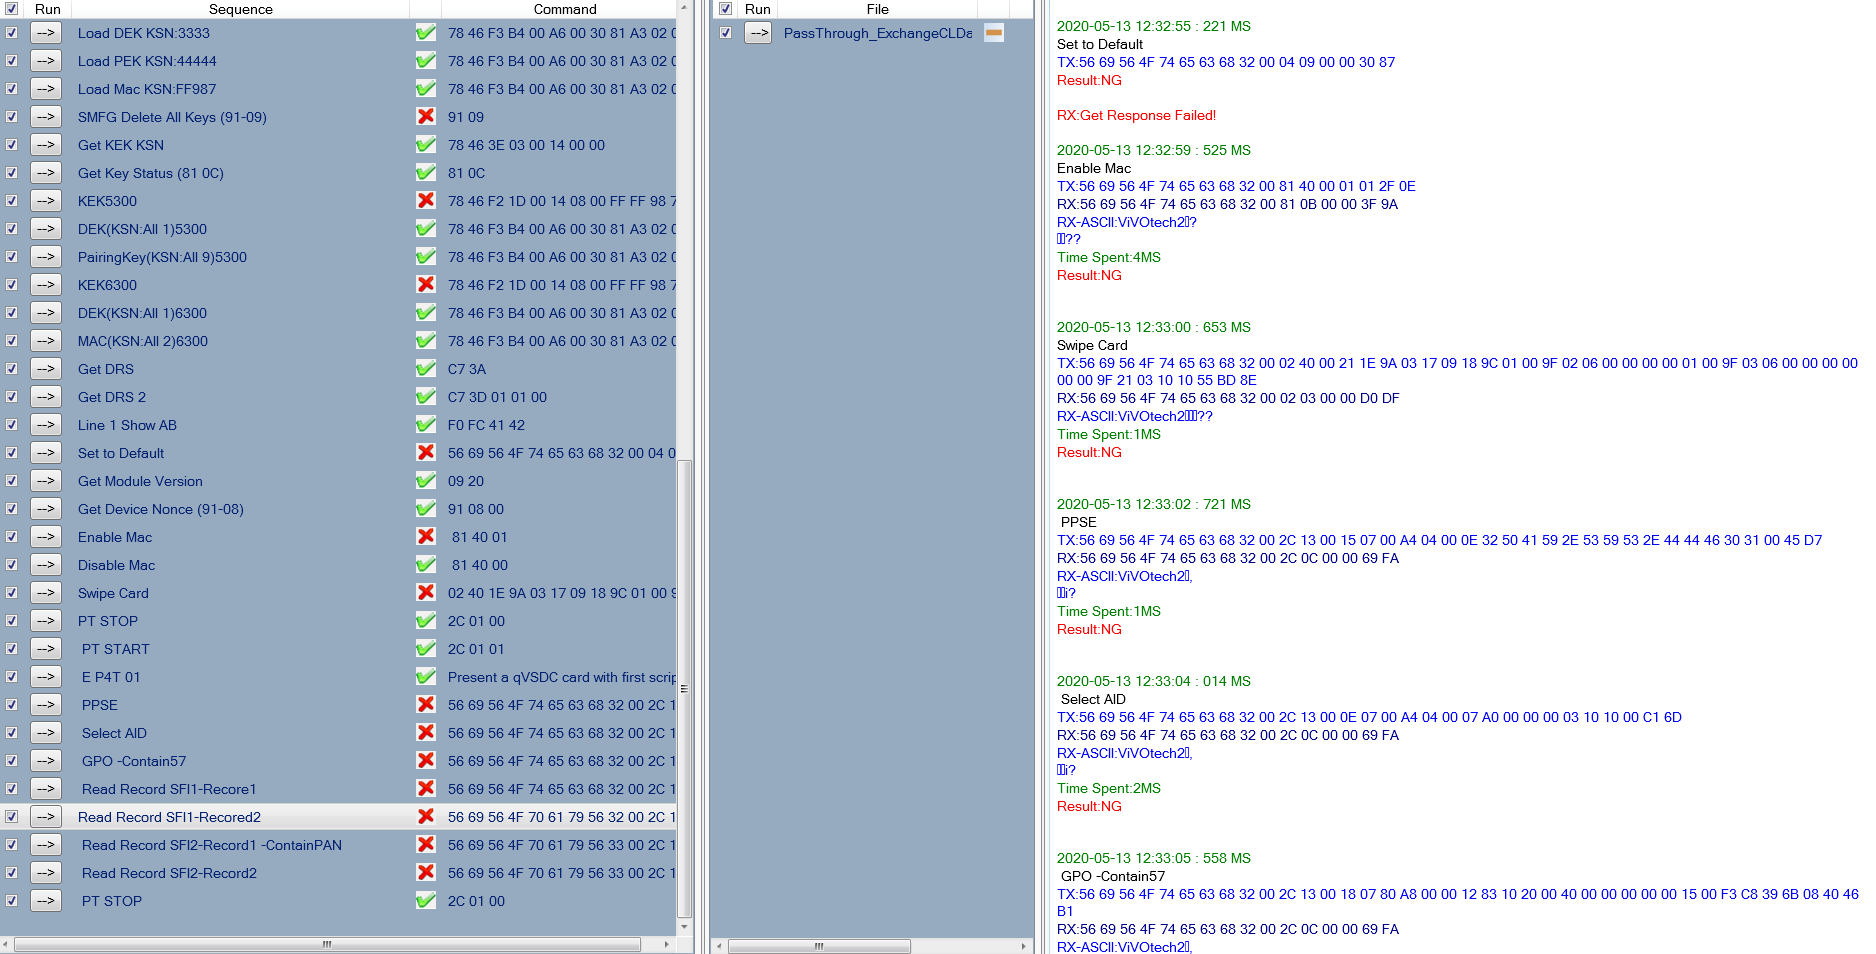 Run Sequence Command
--> Load DEK KSN:3333 78 46 F3 B4 00 A6 00 30 81 A3 02
--> Load PEK KSN:44444 78 46 F3 B4 00 A6 00 30 81 A3 02
--> Load Mac KSN:FF987 78 46 F3 B4 00 A6 00 30 81 A3 02
--> SMFG Delete All Keys (91-09) 91 09
--> Get KEK KSN 78 46 3E 03 00 14 00 00
--> Get Key Status (81 0C) 81 0C
--> KEK5300 78 46 F2 1D 00 14 08 00 FF FF 98 7
--> DEK(KSN:All 1)5300 78 46 F3 B4 00 A6 00 30 81 A3 02
--> PairingKey(KSN:All 9)5300 78 46 F3 B4 00 A6 00 30 81 A3 02
--> KEK6300 78 46 F2 1D 00 14 08 00 FF FF 98 7
--> DEK(KSN:All 1)6300 78 46 F3 B4 00 A6 00 30 81 A3 02
--> MAC(KSN:All 2)6300 78 46 F3 B4 00 A6 00 30 81 A3 02
--> Get DRS C7 3A
--> Get DRS 2 C7 3D 01 01 00
--> Line 1 Show AB F0 FC 41 42
--> Set to Default 56 69 56 4F 74 65 63 68 32 00 04 0
--> Get Module Version 09 20
--> Get Device Nonce (91-08) 91 08 00
--> Enable Mac 81 40 01
--> Disable Mac 81 40 00
--> Swipe Card 02 40 1E 9A 03 17 09 18 9C 01 00 9
--> PT STOP 2C 01 00
--> PT START 2C 01 01
--> E P4T 01 Present a qVSDC card with first scrip
--> PPSE 56 69 56 4F 74 65 63 68 32 00 2C 1
--> Select AID 56 69 56 4F 74 65 63 68 32 00 2C 1
--> GPO -Contain57 56 69 56 4F 74 65 63 68 32 00 2C 1
--> Read Record SFI1-Recore1 56 69 56 4F 74 65 63 68 32 00 2C 1
--> Read Record SFI1-Recored2 56 69 56 4F 70 61 79 56 32 00 2C 1
--> Read Record SFI2-Record1 -ContainPAN 56 69 56 4F 70 61 79 56 33 00 2C 1
--> Read Record SFI2-Record2 56 69 56 4F 70 61 79 56 33 00 2C 1
--> PT STOP 2C 01 00
Run File
--> PassThrough_ExchangeCLDa
2020-05-13 12:32:55 : 221 MS
Set to Default
TX:56 69 56 4F 74 65 63 68 32 00 04 09 00 00 30 87
Result:NG
RX:Get Response Failed!
2020-05-13 12:32:59 : 525 MS
Enable Mac
TX:56 69 56 4F 74 65 63 68 32 00 81 40 00 01 01 2F 0E
RX:56 69 56 4F 74 65 63 68 32 00 81 0B 00 00 3F 9A
RX-ASCII:ViVOtech2▯?
▯▯??
Time Spent:4MS
Result:NG
2020-05-13 12:33:00 : 653 MS
Swipe Card
TX:56 69 56 4F 74 65 63 68 32 00 02 40 00 21 1E 9A 03 17 09 18 9C 01 00 9F 02 06 00 00 00 00 01 00 9F 03 06 00 00 00 00
00 00 9F 21 03 10 10 55 BD 8E
RX:56 69 56 4F 74 65 63 68 32 00 02 03 00 00 D0 DF
RX-ASCII:ViVOtech2▯▯▯??
Time Spent:1MS
Result:NG
2020-05-13 12:33:02 : 721 MS
PPSE
TX:56 69 56 4F 74 65 63 68 32 00 2C 13 00 15 07 00 A4 04 00 0E 32 50 41 59 2E 53 59 53 2E 44 44 46 30 31 00 45 D7
RX:56 69 56 4F 74 65 63 68 32 00 2C 0C 00 00 69 FA
RX-ASCII:ViVOtech2▯,
▯▯i?
Time Spent:1MS
Result:NG
2020-05-13 12:33:04 : 014 MS
Select AID
TX:56 69 56 4F 74 65 63 68 32 00 2C 13 00 0E 07 00 A4 04 00 07 A0 00 00 00 03 10 10 00 C1 6D
RX:56 69 56 4F 74 65 63 68 32 00 2C 0C 00 00 69 FA
RX-ASCII:ViVOtech2▯,
▯▯i?
Time Spent:2MS
Result:NG
2020-05-13 12:33:05 : 558 MS
GPO -Contain57
TX:56 69 56 4F 74 65 63 68 32 00 2C 13 00 18 07 80 A8 00 00 12 83 10 20 00 40 00 00 00 00 00 15 00 F3 C8 39 6B 08 40 46
B1
RX:56 69 56 4F 74 65 63 68 32 00 2C 0C 00 00 69 FA
RX-ASCII:ViVOtech2▯,